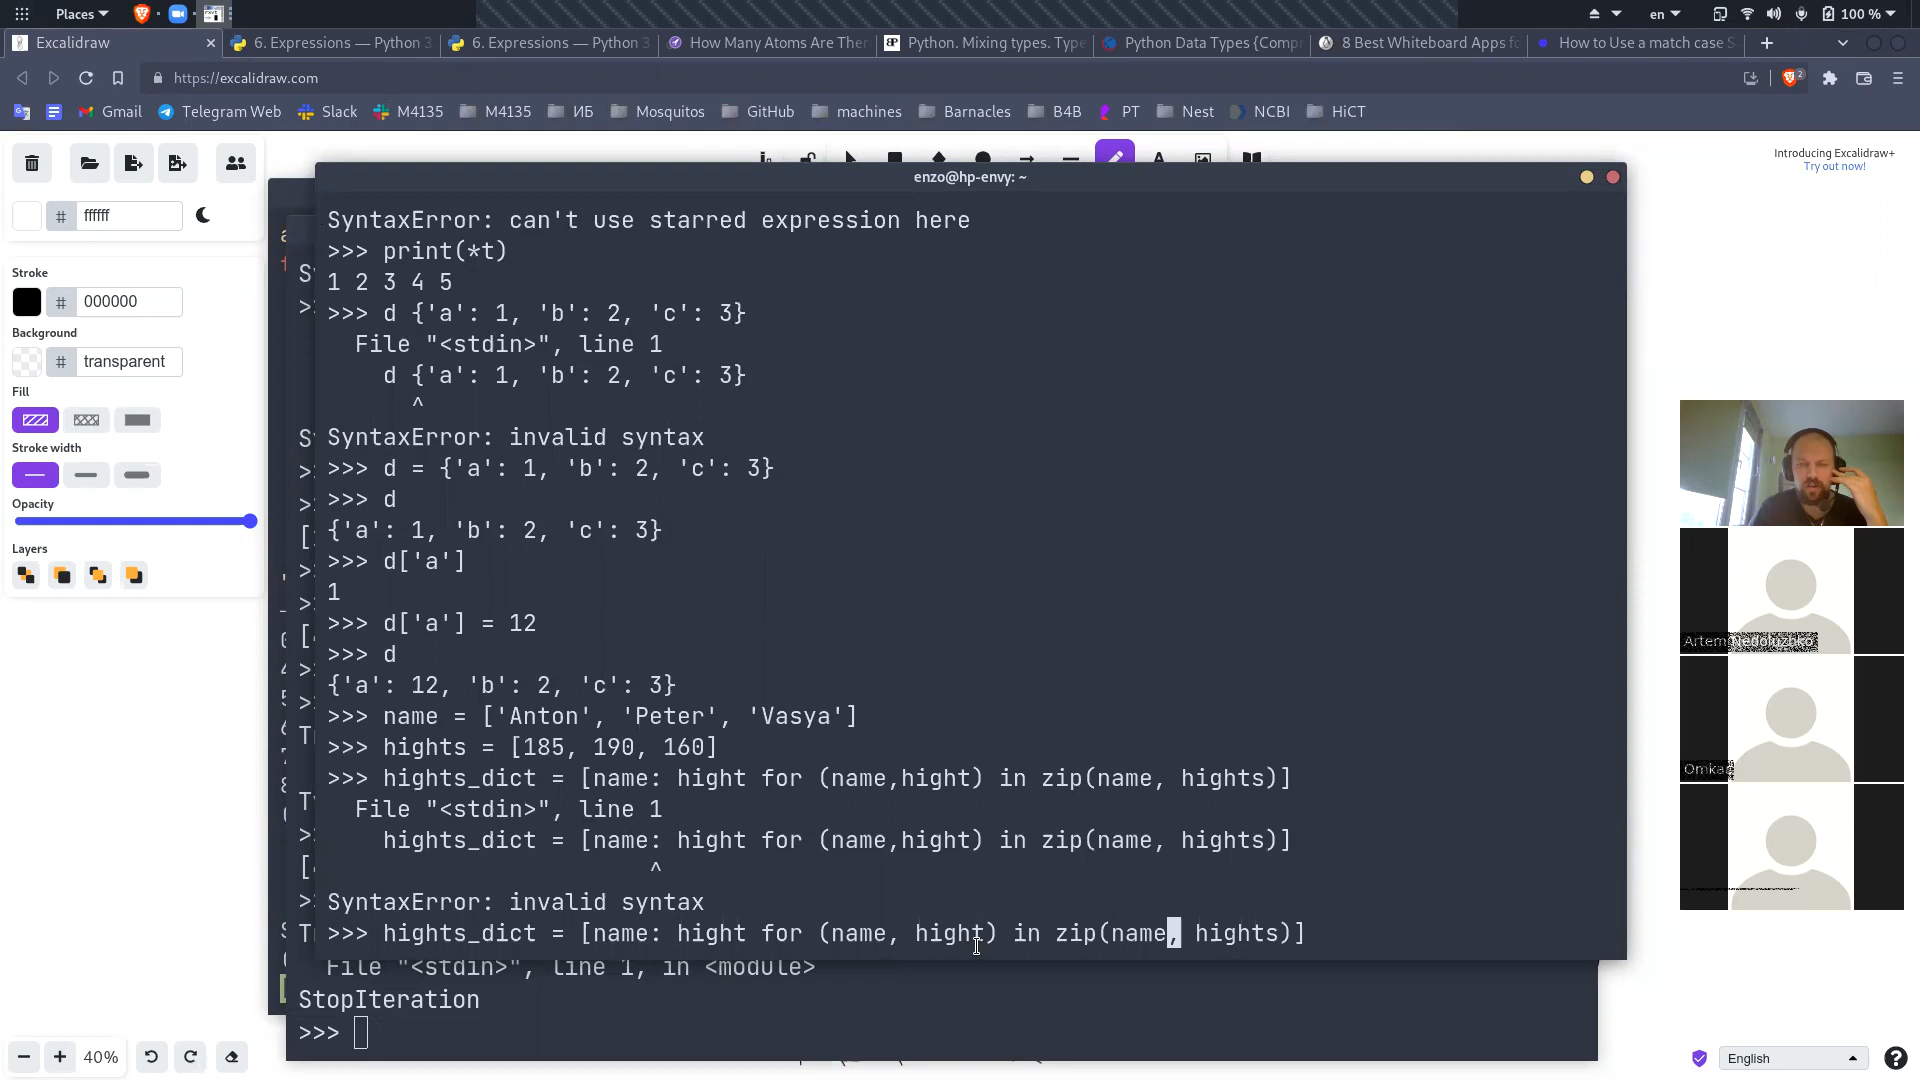 Places
en
100 %
Excalidraw
6. Expressions — Python 3
6. Expressions — Python 3
How Many Atoms Are Ther
Python. Mixing types. Type
Python Data Types {Comp
8 Best Whiteboard Apps fo
How to Use a match case S
https://excalidraw.com
2
Gmail
Telegram Web
Slack
M4135
M4135
ИБ
Mosquitos
GitHub
machines
Barnacles
B4B
PT
Nest
NCBI
HiCT
Introducing Excalidraw+
Try out now!
# ffffff
Stroke
# 000000
Background
# transparent
Fill
Stroke width
Opacity
Layers
enzo@hp-envy: ~
SyntaxError: can't use starred expression here
>>> print(*t)
1 2 3 4 5
>>> d {'a': 1, 'b': 2, 'c': 3}
File "<stdin>", line 1
d {'a': 1, 'b': 2, 'c': 3}
^
SyntaxError: invalid syntax
>>> d = {'a': 1, 'b': 2, 'c': 3}
>>> d
{'a': 1, 'b': 2, 'c': 3}
>>> d['a']
1
>>> d['a'] = 12
>>> d
{'a': 12, 'b': 2, 'c': 3}
>>> name = ['Anton', 'Peter', 'Vasya']
>>> hights = [185, 190, 160]
>>> hights_dict = [name: hight for (name,hight) in zip(name, hights)]
File "<stdin>", line 1
hights_dict = [name: hight for (name,hight) in zip(name, hights)]
^
SyntaxError: invalid syntax
>>> hights_dict = [name: hight for (name, hight) in zip(name, hights)]
File "<stdin>", line 1, in <module>
StopIteration
>>>
Artem Nedoluzhko
Omka
40%
English